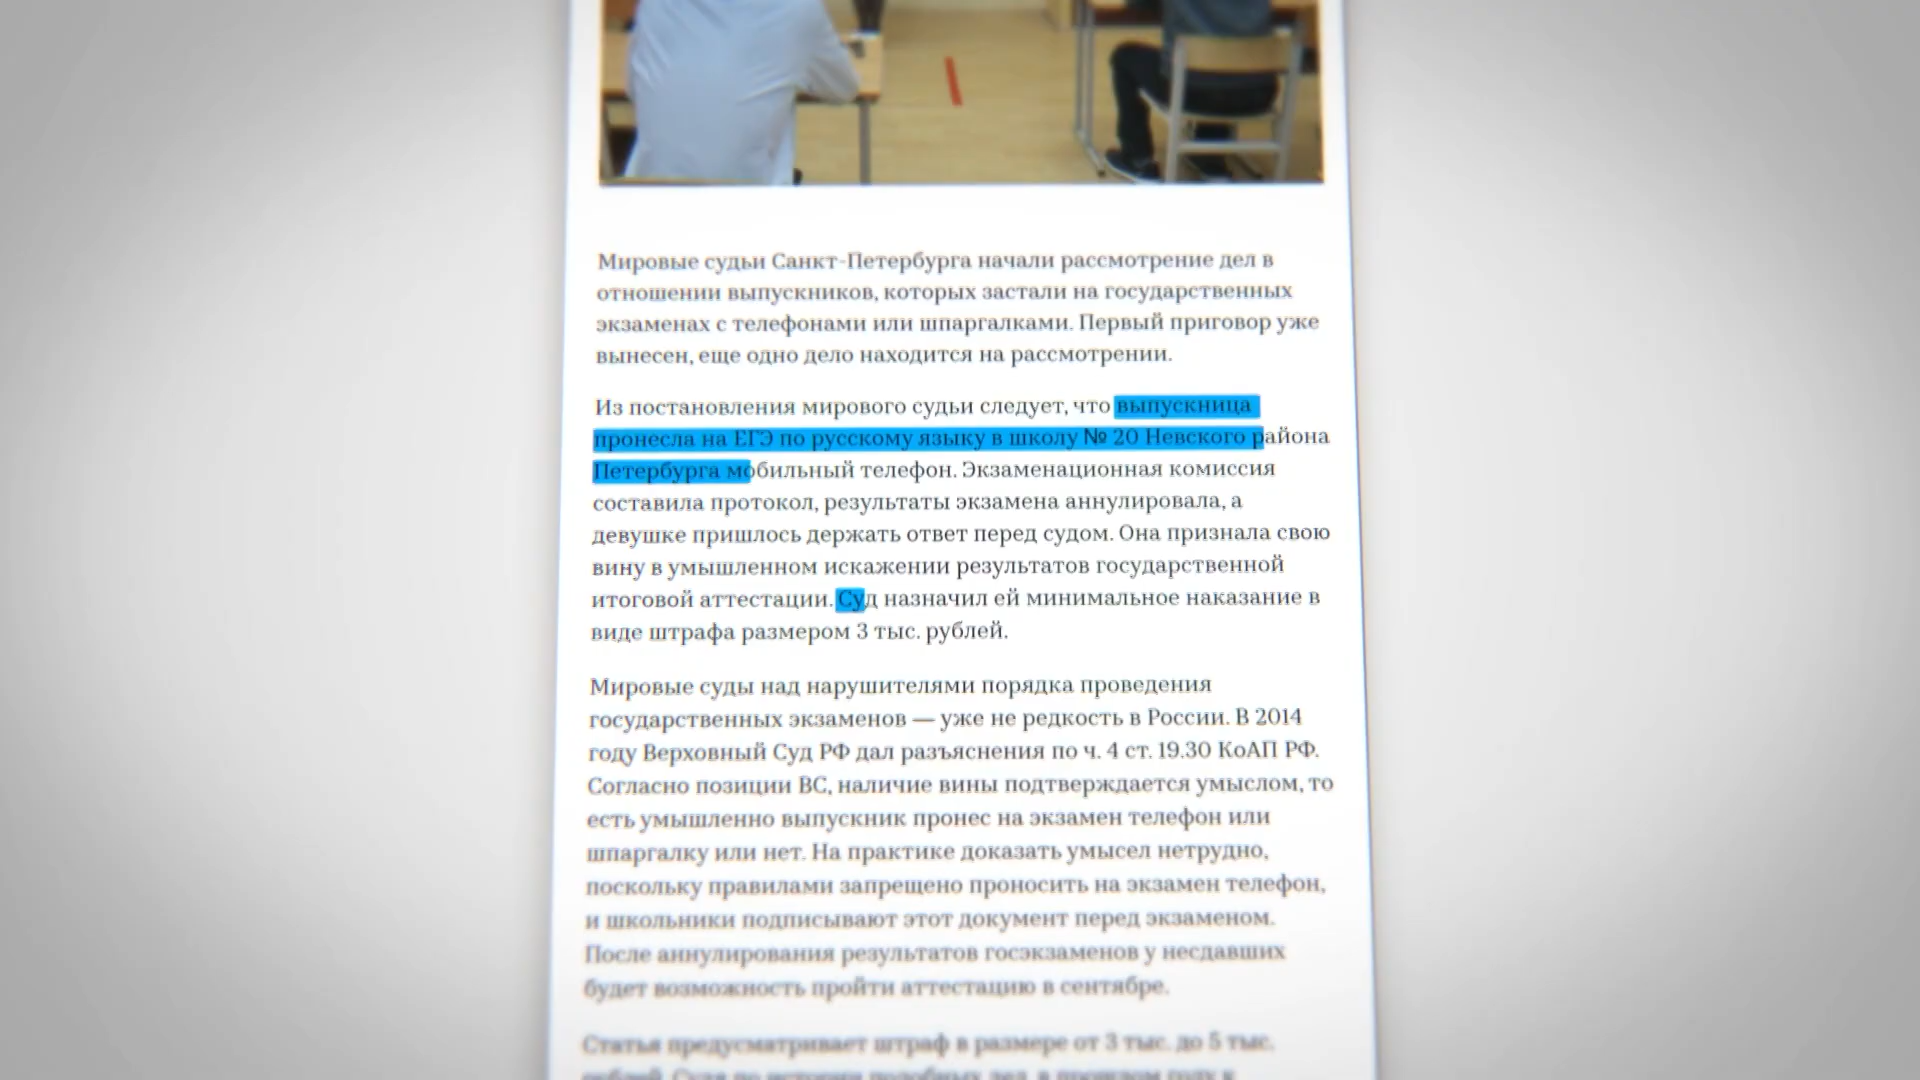 Мировые судьи Санкт-Петербурга начали рассмотрение дел в
отношении выпускников, которых застали на государственных
экзаменах с телефонами или шпаргалками. Первый приговор уже
вынесен, еще одно дело находится на рассмотрении.
Из постановления мирового судьи следует, что выпускница
пронесла на ЕГЭ по русскому языку в школу № 20 Невского района
Петербурга мобильный телефон. Экзаменационная комиссия
составила протокол, результаты экзамена аннулировала, а
девушке пришлось держать ответ перед судом. Она признала свою
вину в умышленном искажении результатов государственной
итоговой аттестации. Суд назначил ей минимальное наказание в
виде штрафа размером 3 тыс. рублей.
Мировые суды над нарушителями порядка проведения
государственных экзаменов — уже не редкость в России. В 2014
году Верховный Суд РФ дал разъяснения по ч. 4 ст. 19.30 КоАП РФ.
Согласно позиции ВС, наличие вины подтверждается умыслом, то
есть умышленно выпускник пронес на экзамен телефон или
шпаргалку или нет. На практике доказать умысел нетрудно,
поскольку правилами запрещено проносить на экзамен телефон,
и школьники подписывают этот документ перед экзаменом.
После аннулирования результатов госэкзаменов у несдавших
будет возможность пройти аттестацию в сентябре.
Статья предусматривает штраф в размере от 3 тыс. до 5 тыс.